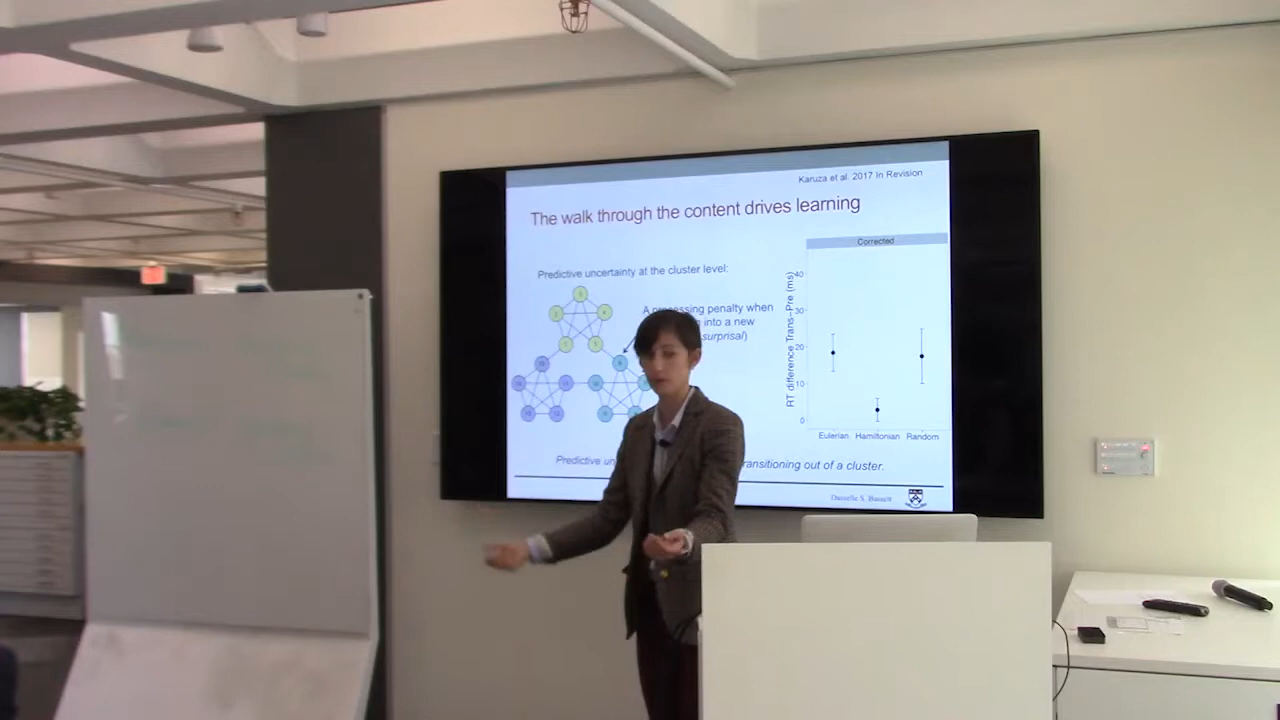 Karuza et al. 2017 In Revision
The walk through the content drives learning
Predictive uncertainty at the cluster level:
A processing penalty when
into a new
surprisal)
Corrected
RT difference Trans-Pre (ms)
40
30
20
10
0
Eulerian Hamiltonian Random
Predictive un
ransitioning out of a cluster.
Danielle S. Bassett